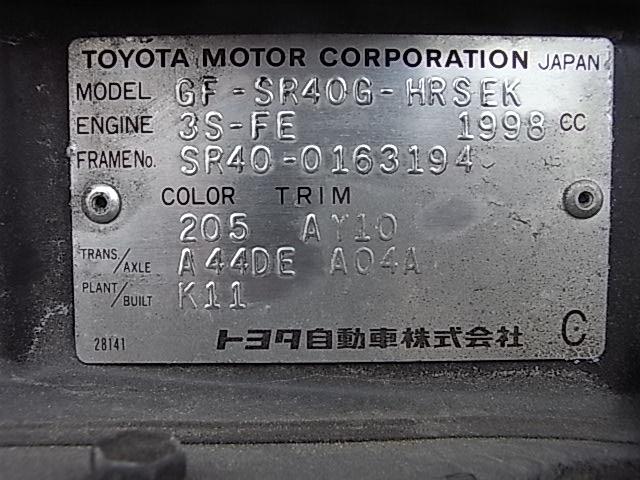 TOYOTA MOTOR CORPORATION JAPAN
MODEL GF-SR40G-HRSEK
ENGINE 3S-FE 1998 CC
FRAME No. SR40-0163194
COLOR TRIM
205 AY10
TRANS./AXLE A44DE A04A
PLANT/BUILT K11
28141 トヨタ自動車株式会社 C